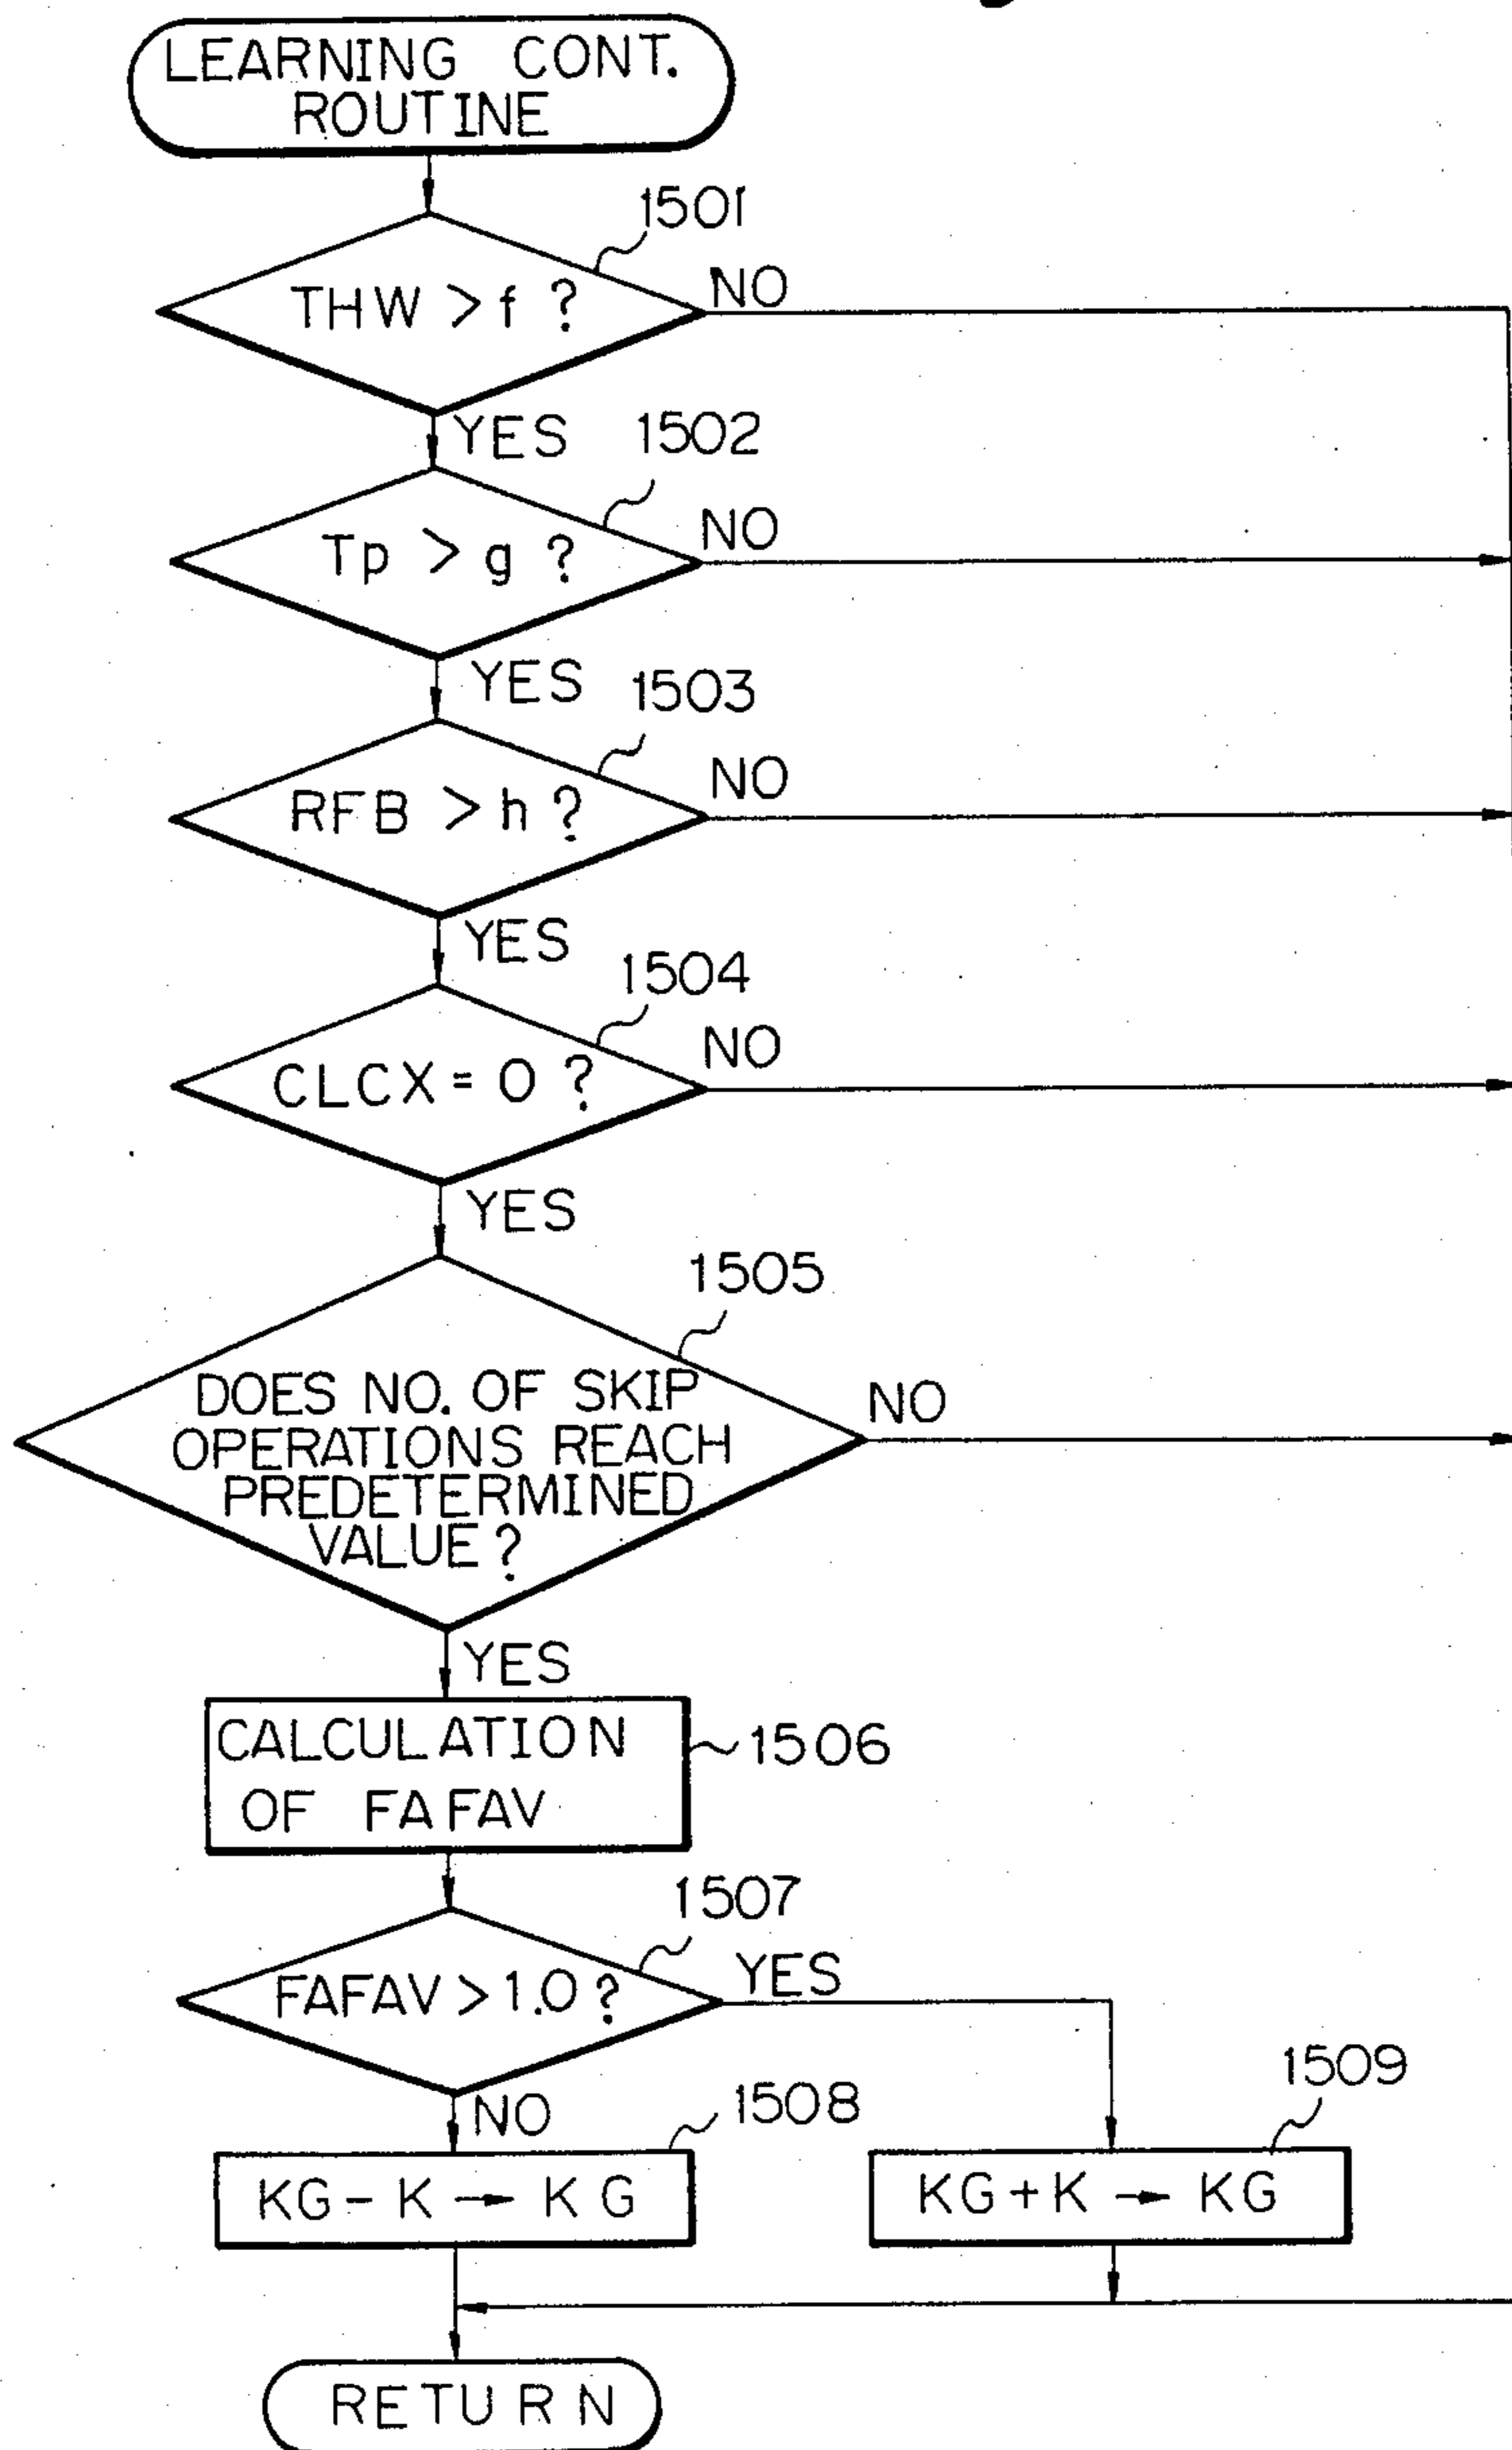 LEARNING CONT.
ROUTINE
1501
THW > f ?
NO
YES
1502
Tp > g ?
NO
YES
1503
RFB > h ?
NO
YES
1504
CLCX = 0 ?
NO
YES
1505
DOES NO. OF SKIP
OPERATIONS REACH
PREDETERMINED
VALUE ?
NO
YES
CALCULATION
OF FAFAV
1506
1507
FAFAV > 1.0 ?
YES
NO
1508
1509
KG - K → KG
KG + K → KG
RETURN